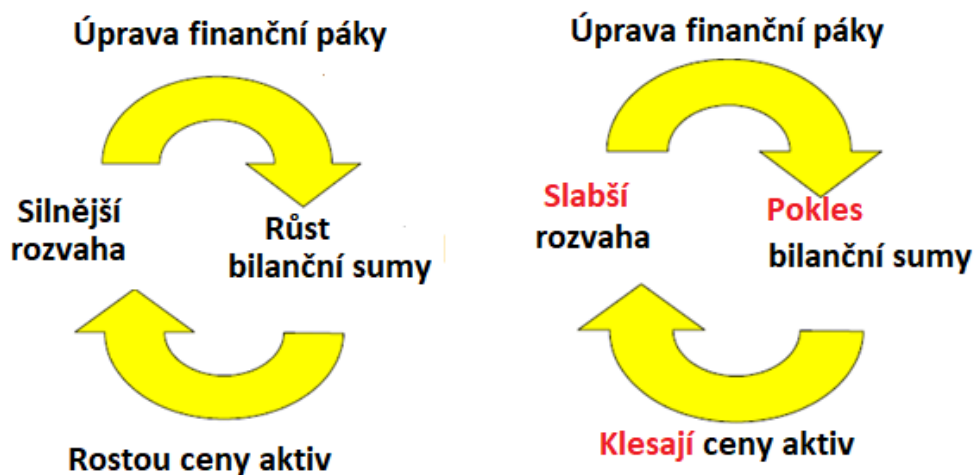 Úprava finanční páky
Silnější
rozvaha
Růst
bilanční sumy
Rostou ceny aktiv
Úprava finanční páky
Slabší
rozvaha
Pokles
bilanční sumy
Klesají ceny aktiv